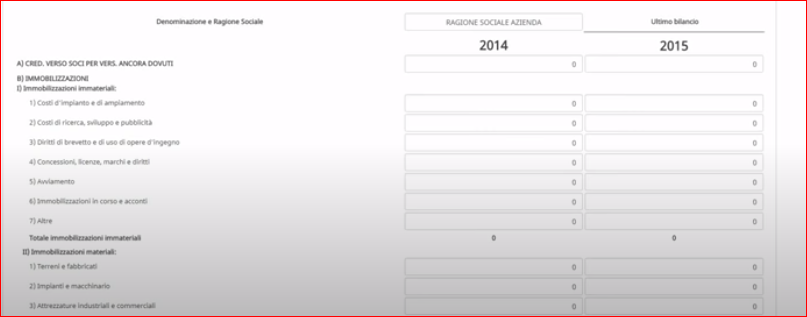 Denominazione e Ragione Sociale RAGIONE SOCIALE AZIENDA Ultimo bilancio
2014 2015
A) CRED. VERSO SOCI PER VERS. ANCORA DOVUTI 0 0
B) IMMOBILIZZAZIONI
I) Immobilizzazioni immateriali:
1) Costi d'impianto e di ampiamento 0 0
2) Costi di ricerca, sviluppo e pubblicità 0 0
3) Diritti di brevetto e di uso di opere d'ingegno 0 0
4) Concessioni, licenze, marchi e diritti 0 0
5) Avviamento 0 0
6) Immobilizzazioni in corso e acconti 0 0
7) Altre 0 0
Totale immobilizzazioni immateriali 0 0
II) Immobilizzazioni materiali:
1) Terreni e fabbricati 0 0
2) Impianti e macchinario 0 0
3) Attrezzature industriali e commerciali 0 0